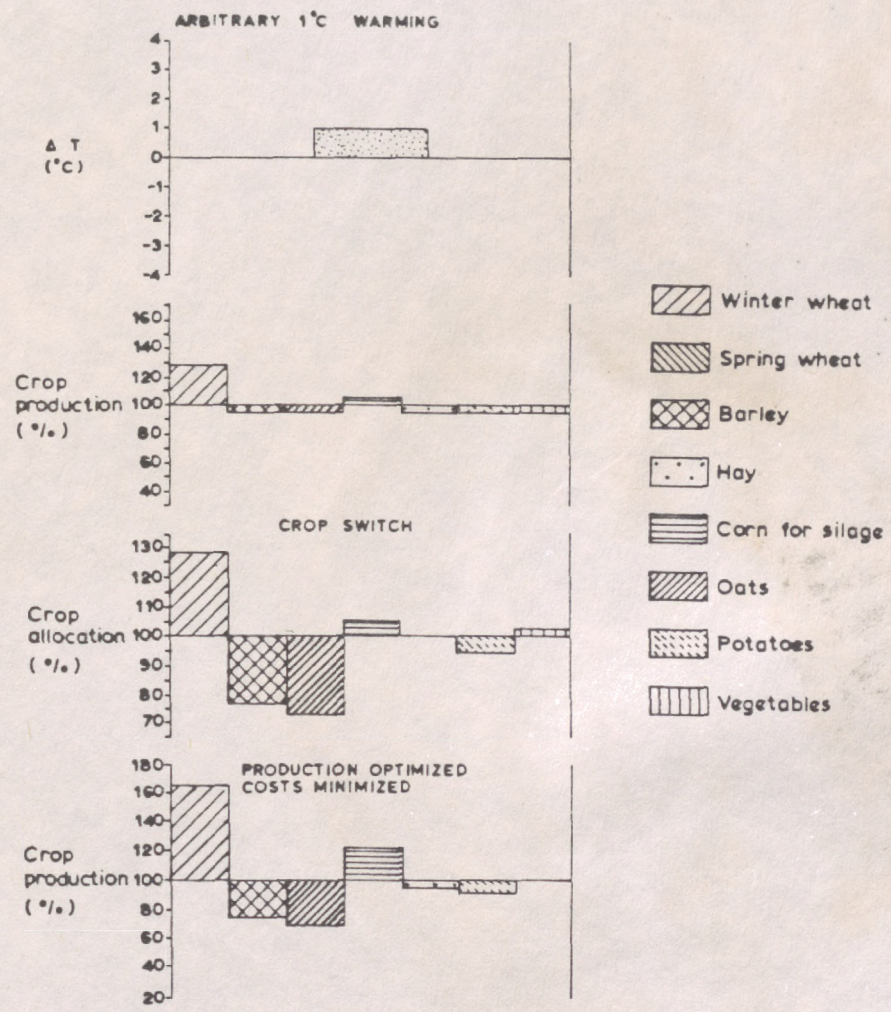 ARBITRARY 1°C WARMING
4
3
2
1
0
-1
-2
-3
-4
Δ T
(°C)
160
140
120
100
80
60
40
Crop
production
(°/.)
CROP SWITCH
130
120
110
100
90
80
70
Crop
allocation
(°/.)
PRODUCTION OPTIMIZED
COSTS MINIMIZED
180
160
140
120
100
80
60
40
20
Crop
production
(°/.)
Winter wheat
Spring wheat
Barley
Hay
Corn for silage
Oats
Potatoes
Vegetables